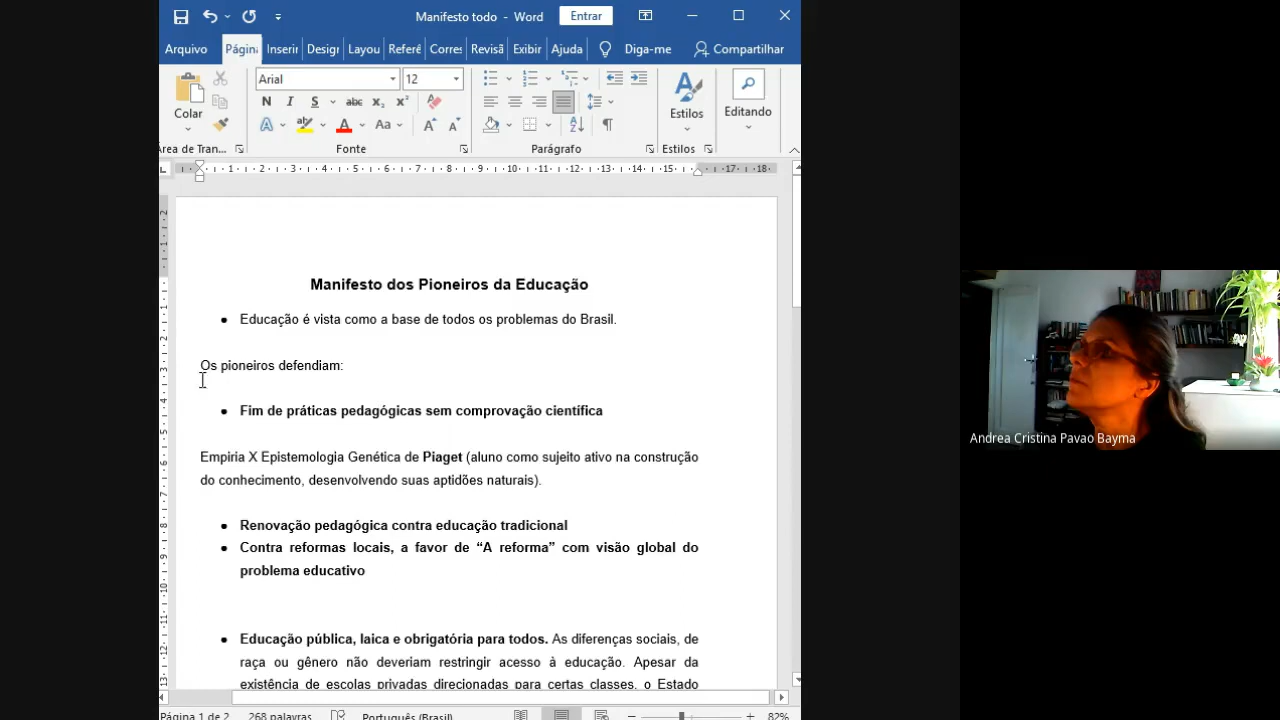 Manifesto todo - Word
Entrar
Arquivo
Págin
Inserir
Design
Layou
Referê
Corres
Revisã
Exibir
Ajuda
Diga-me
Compartilhar
Arial
12
Colar
Estilos
Editando
Área de Tran...
Fonte
Parágrafo
Estilos
Manifesto dos Pioneiros da Educação
• Educação é vista como a base de todos os problemas do Brasil.
Os pioneiros defendiam:
• Fim de práticas pedagógicas sem comprovação científica
Empiria X Epistemologia Genética de Piaget (aluno como sujeito ativo na construção
do conhecimento, desenvolvendo suas aptidões naturais).
• Renovação pedagógica contra educação tradicional
• Contra reformas locais, a favor de “A reforma” com visão global do
problema educativo
• Educação pública, laica e obrigatória para todos. As diferenças sociais, de
raça ou gênero não deveriam restringir acesso à educação. Apesar da
existência de escolas privadas direcionadas para certas classes, o Estado
Página 1 de 2
268 palavras
Português (Brasil)
82%
Andrea Cristina Pavao Bayma